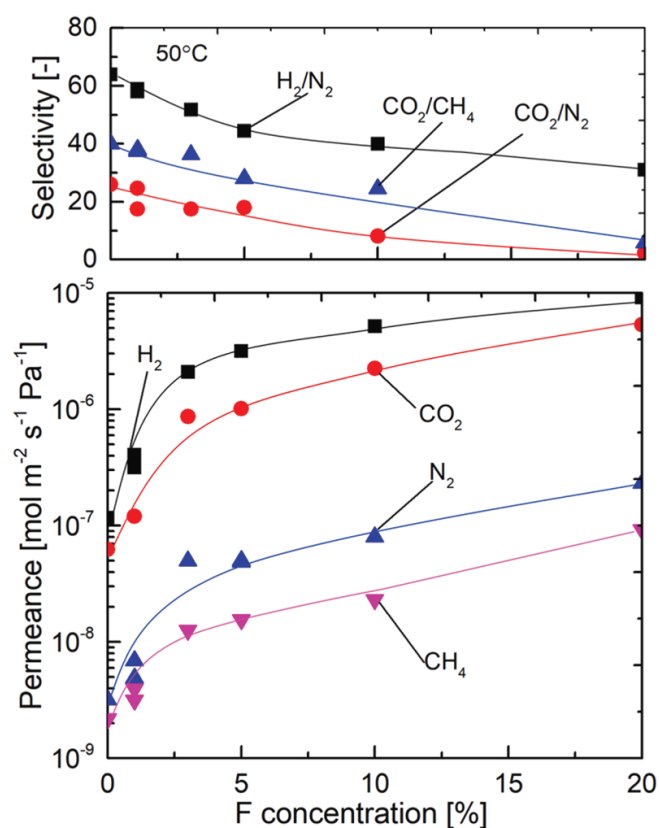 80
60
40
20
0
Selectivity [-]
50°C
H₂/N₂
CO₂/CH₄
CO₂/N₂
10⁻⁵
10⁻⁶
10⁻⁷
10⁻⁸
10⁻⁹
Permeance [mol m⁻² s⁻¹ Pa⁻¹]
H₂
CO₂
N₂
CH₄
0 5 10 15 20
F concentration [%]